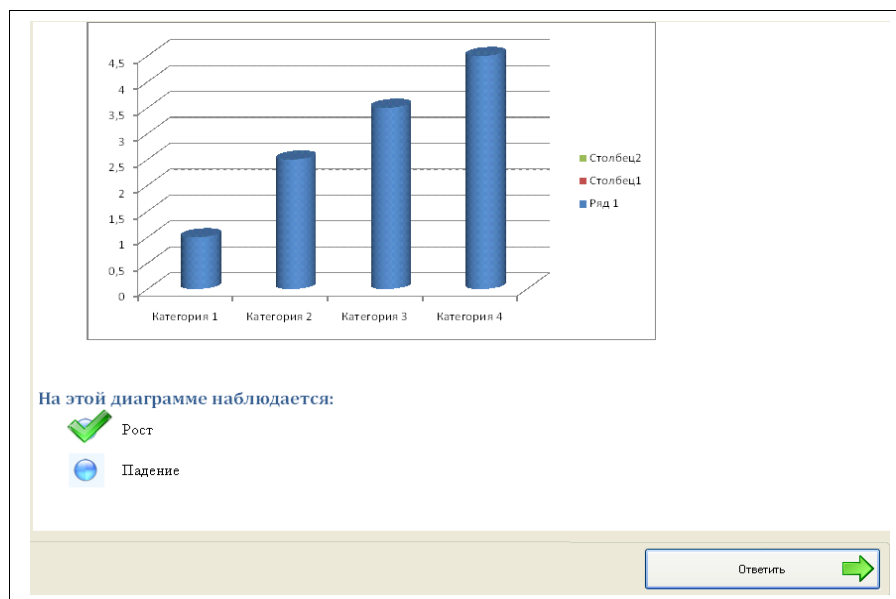 4,5
4
3,5
3
2,5
2
1,5
1
0,5
0
Категория 1 Категория 2 Категория 3 Категория 4
Столбец2
Столбец1
Ряд 1
На этой диаграмме наблюдается:
Рост
Падение
Ответить